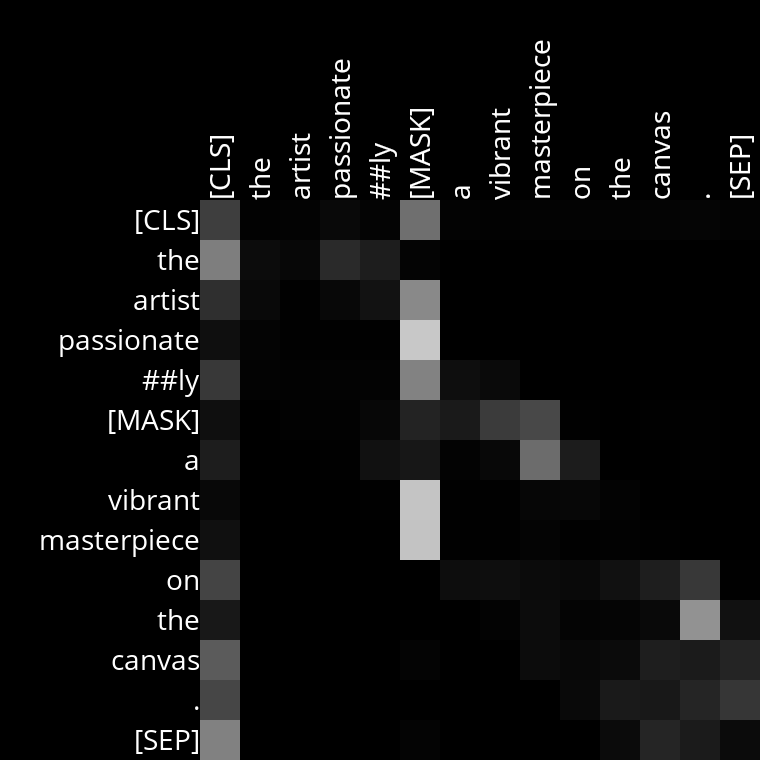 [CLS] the artist passionate ##ly [MASK] a vibrant masterpiece on the canvas . [SEP]
[CLS]
the
artist
passionate
##ly
[MASK]
a
vibrant
masterpiece
on
the
canvas
.
[SEP]